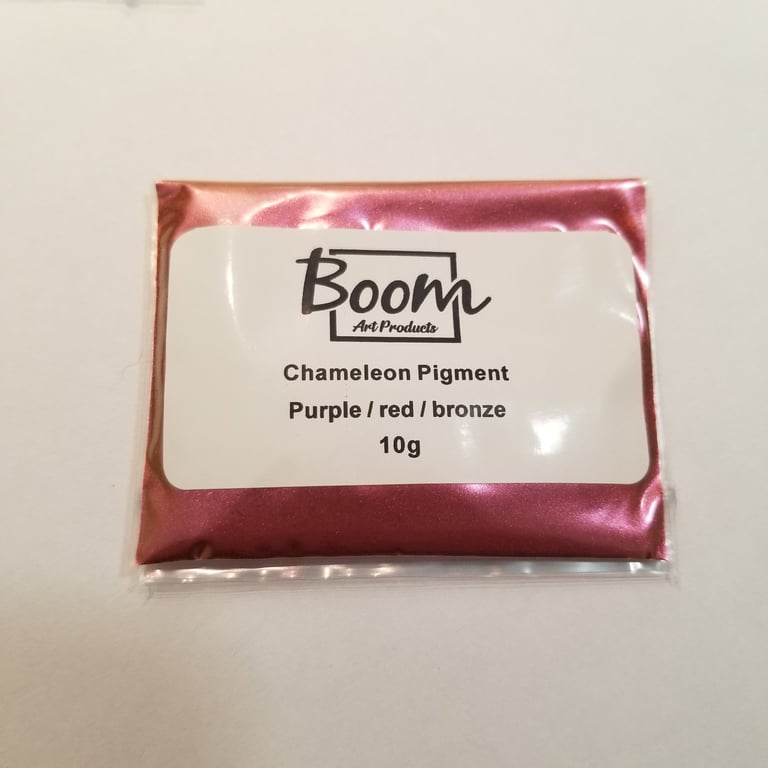 Boom
Art Products
Chameleon Pigment
Purple / red / bronze
10g